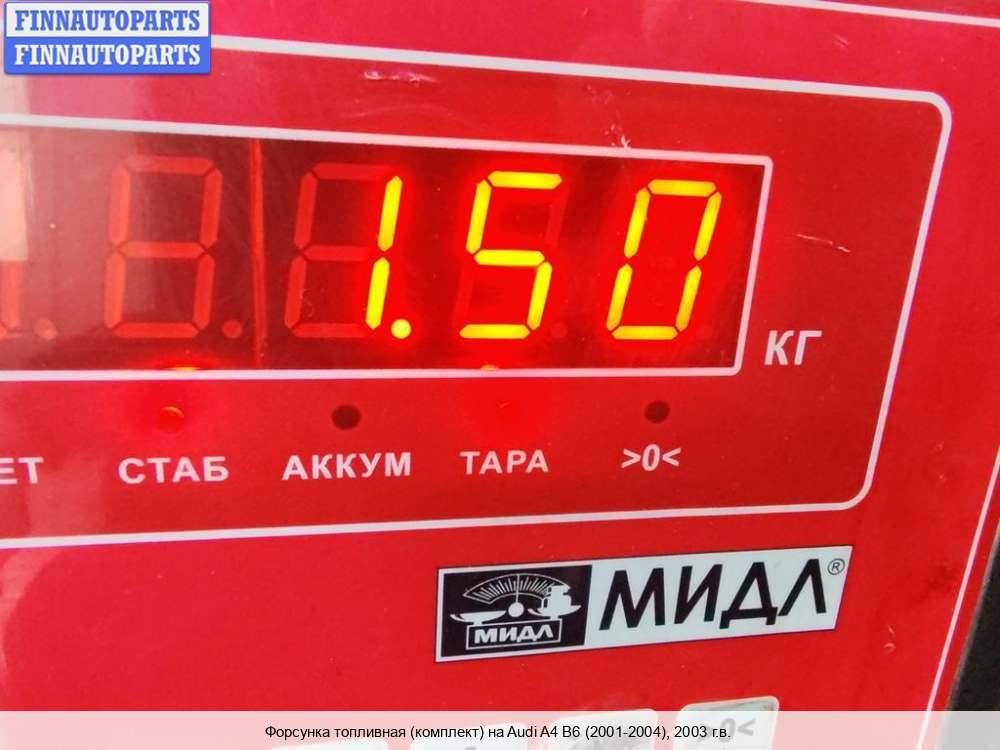 FINNAUTOPARTS
FINNAUTOPARTS
1.50
КГ
СТАБ АККУМ ТАРА >0<
МИДЛ
МИДЛ®
>0<
Форсунка топливная (комплект) на Audi A4 B6 (2001-2004), 2003 г.в.